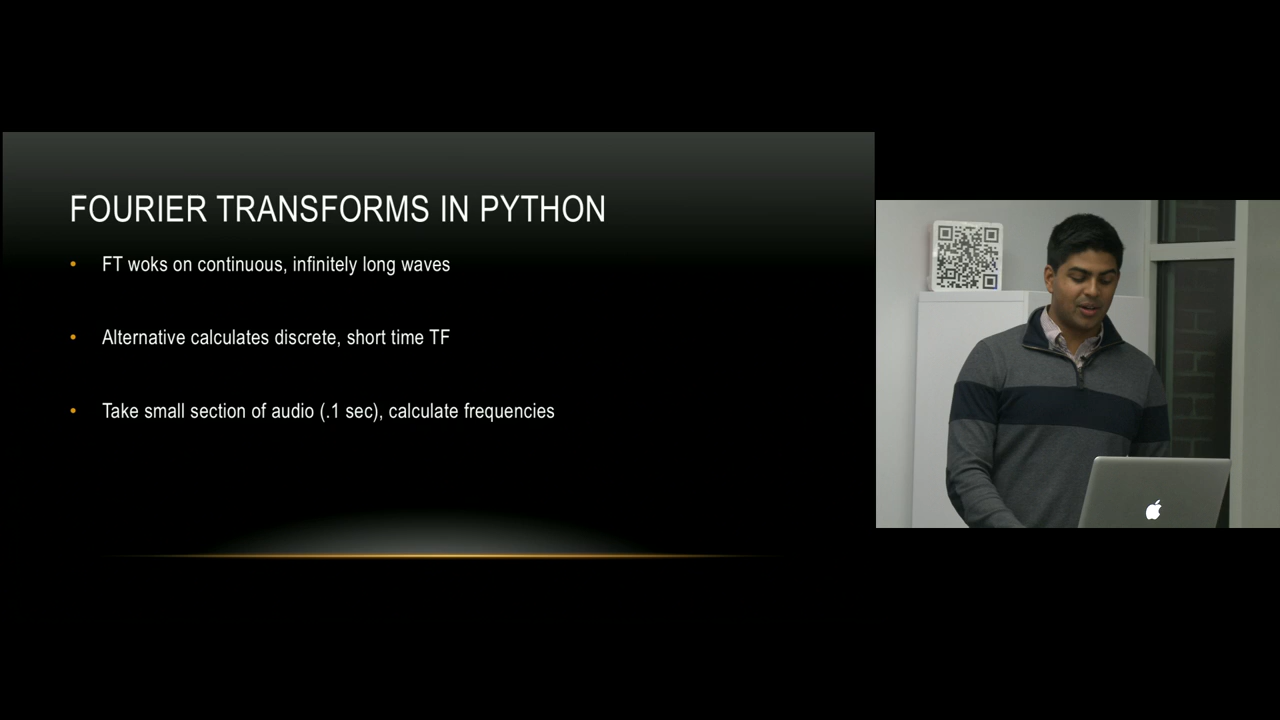 FOURIER TRANSFORMS IN PYTHON
• FT woks on continuous, infinitely long waves
• Alternative calculates discrete, short time TF
• Take small section of audio (.1 sec), calculate frequencies